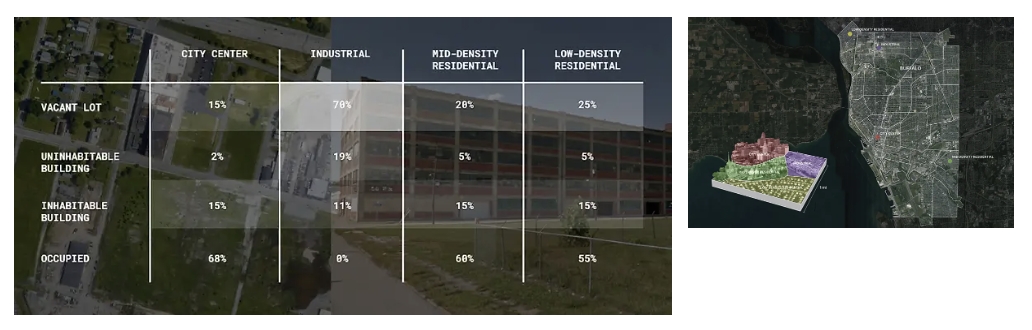 CITY CENTER
INDUSTRIAL
MID-DENSITY
RESIDENTIAL
LOW-DENSITY
RESIDENTIAL
VACANT LOT
15%
70%
20%
25%
UNINHABITABLE
BUILDING
2%
19%
5%
5%
INHABITABLE
BUILDING
15%
11%
15%
15%
OCCUPIED
68%
0%
60%
55%
BUFFALO